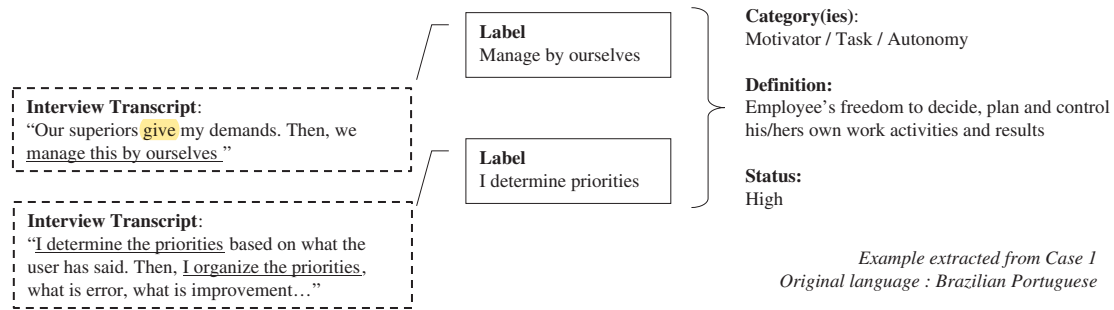 Interview Transcript:
“Our superiors give my demands. Then, we
manage this by ourselves ”
Interview Transcript:
“I determine the priorities based on what the
user has said. Then, I organize the priorities,
what is error, what is improvement…”
Label
Manage by ourselves
Label
I determine priorities
Category(ies):
Motivator / Task / Autonomy
Definition:
Employee’s freedom to decide, plan and control
his/hers own work activities and results
Status:
High
Example extracted from Case 1
Original language : Brazilian Portuguese